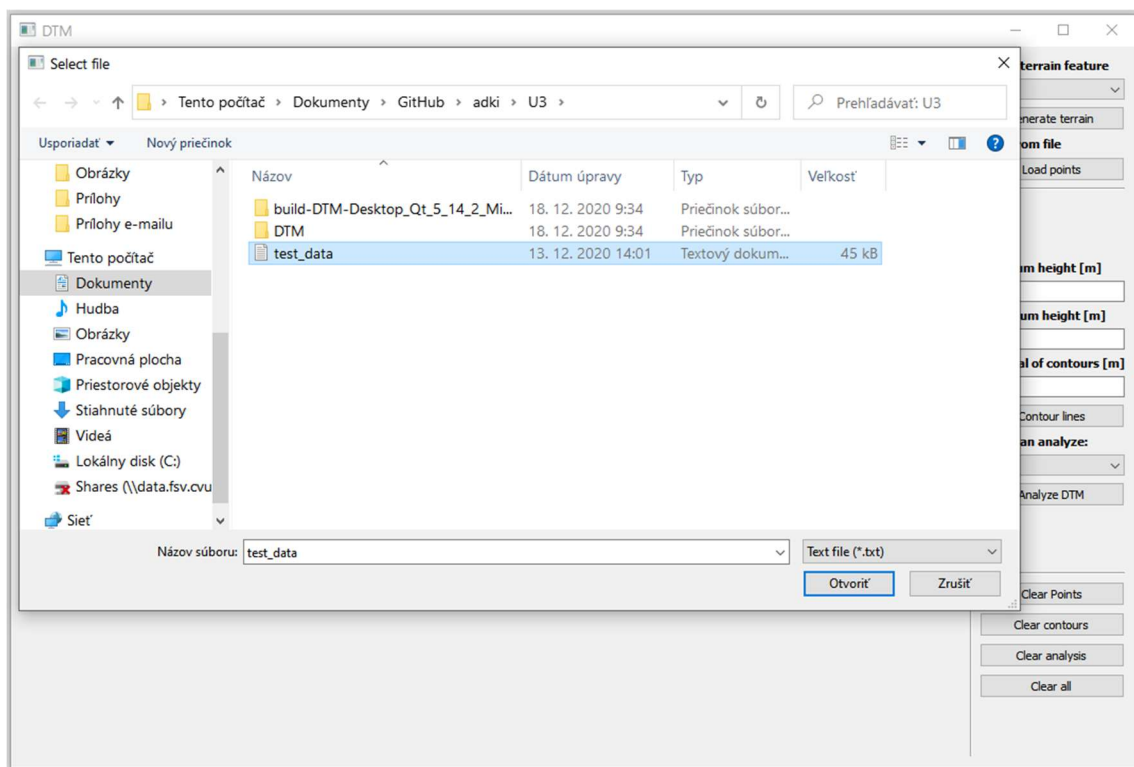 DTM
Select file
Tento počítač > Dokumenty > GitHub > adki > U3 >
Prehľadávať: U3
Usporiadať
Nový priečinok
Obrázky
Prílohy
Prílohy e-mailu
Tento počítač
Dokumenty
Hudba
Obrázky
Pracovná plocha
Priestorové objekty
Stiahnuté súbory
Videá
Lokálny disk (C:)
Shares (\\data.fsv.cvu
Sieť
Názov Dátum úpravy Typ Veľkosť
build-DTM-Desktop_Qt_5_14_2_Mi... 18. 12. 2020 9:34 Priečinok súbor...
DTM 18. 12. 2020 9:34 Priečinok súbor...
test_data 13. 12. 2020 14:01 Textový dokum... 45 kB
Názov súboru: test_data
Text file (*.txt)
Otvoriť Zrušiť
terrain feature
nerate terrain
om file
Load points
um height [m]
um height [m]
al of contours [m]
Contour lines
an analyze:
Analyze DTM
Clear Points
Clear contours
Clear analysis
Clear all